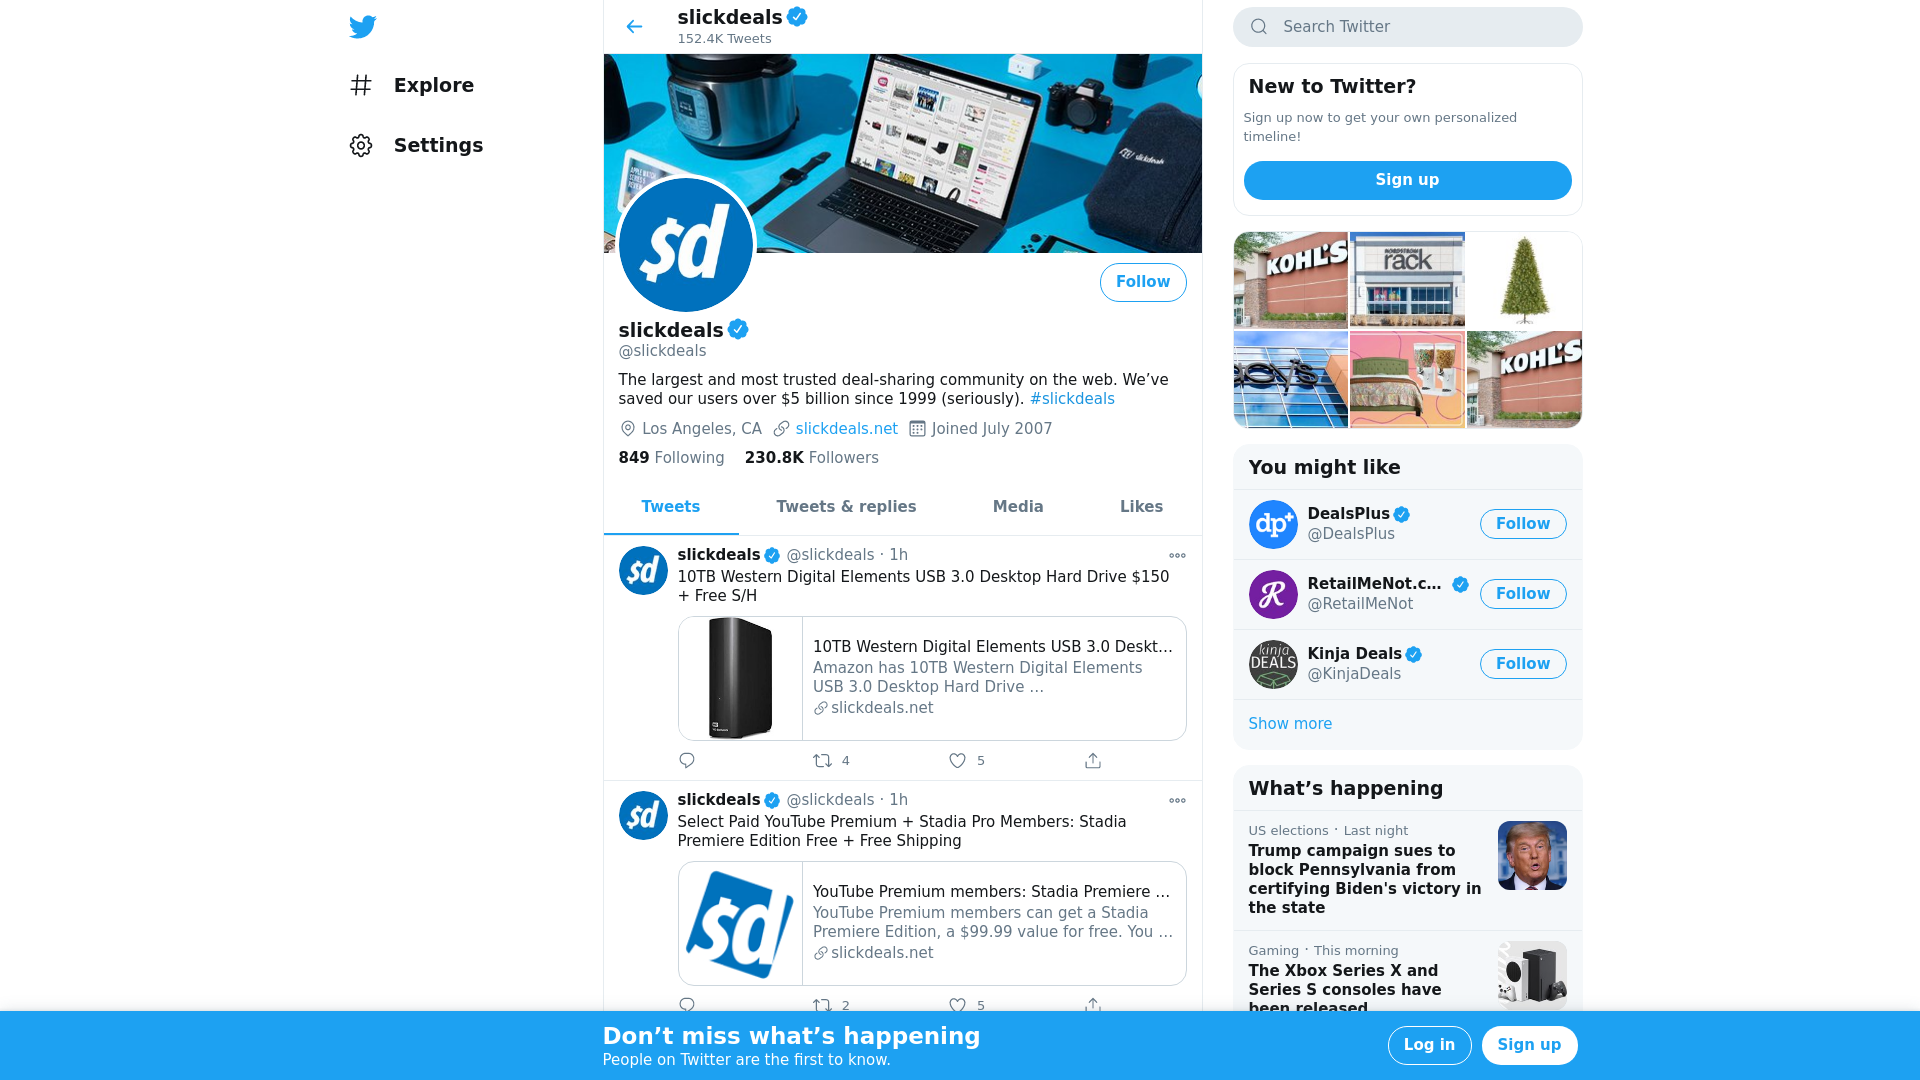 Explore
Settings
slickdeals
152.4K Tweets
slickdeals
$d
Follow
slickdeals
@slickdeals
The largest and most trusted deal-sharing community on the web. We’ve
saved our users over $5 billion since 1999 (seriously). #slickdeals
Los Angeles, CA slickdeals.net Joined July 2007
849 Following 230.8K Followers
Tweets Tweets & replies Media Likes
$d
slickdeals @slickdeals · 1h
10TB Western Digital Elements USB 3.0 Desktop Hard Drive $150
+ Free S/H
10TB Western Digital Elements USB 3.0 Deskt…
Amazon has 10TB Western Digital Elements
USB 3.0 Desktop Hard Drive …
slickdeals.net
4 5
$d
slickdeals @slickdeals · 1h
Select Paid YouTube Premium + Stadia Pro Members: Stadia
Premiere Edition Free + Free Shipping
$d
YouTube Premium members: Stadia Premiere …
YouTube Premium members can get a Stadia
Premiere Edition, a $99.99 value for free. You …
slickdeals.net
2 5
Search Twitter
New to Twitter?
Sign up now to get your own personalized
timeline!
Sign up
KOHL'S
NORDSTROM
rack
KOHL'S
You might like
dp+
DealsPlus
@DealsPlus
Follow
R
RetailMeNot.c…
@RetailMeNot
Follow
kinja
DEALS
Kinja Deals
@KinjaDeals
Follow
Show more
What’s happening
US elections · Last night
Trump campaign sues to
block Pennsylvania from
certifying Biden's victory in
the state
Gaming · This morning
The Xbox Series X and
Series S consoles have
been released
Don’t miss what’s happening
People on Twitter are the first to know.
Log in
Sign up